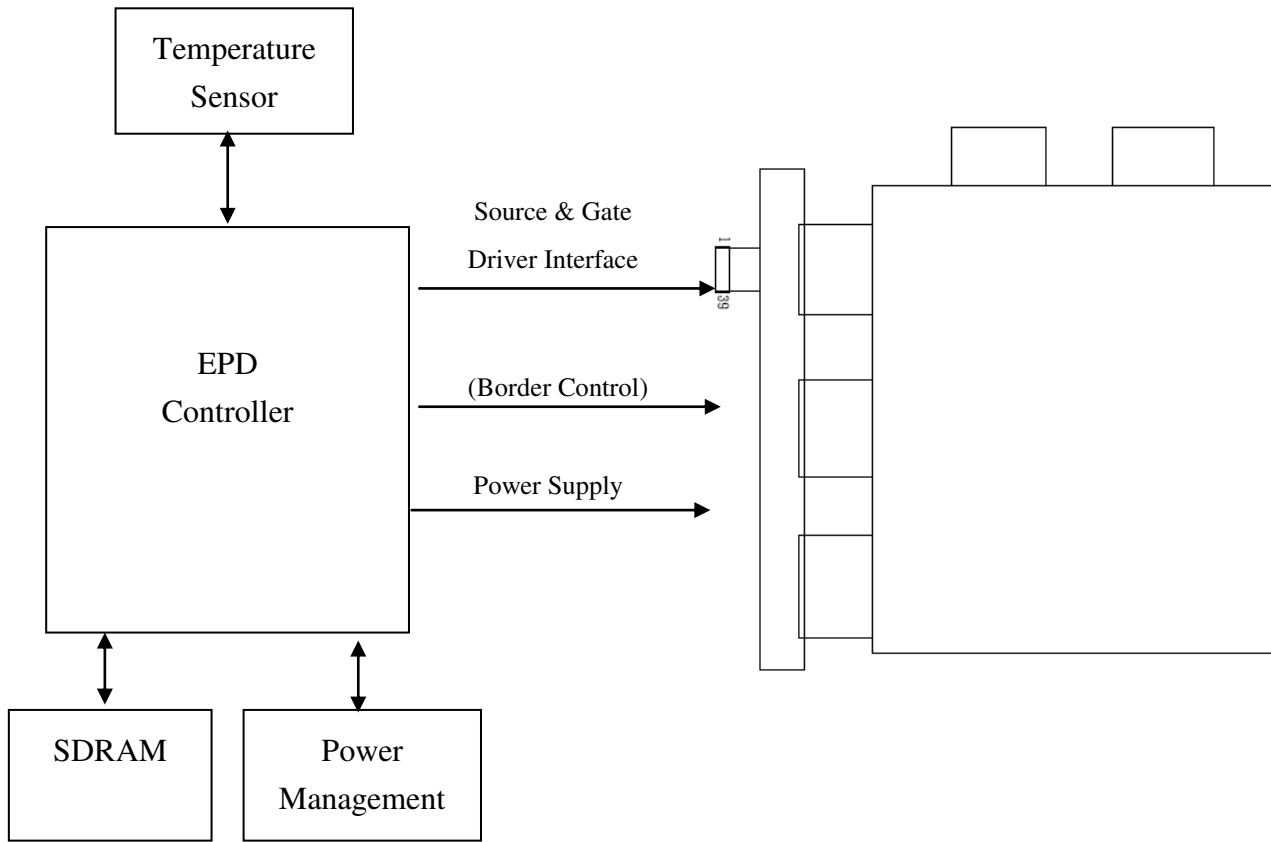 Temperature
Sensor
Source & Gate
Driver Interface
1
39
EPD
Controller
(Border Control)
Power Supply
SDRAM
Power
Management